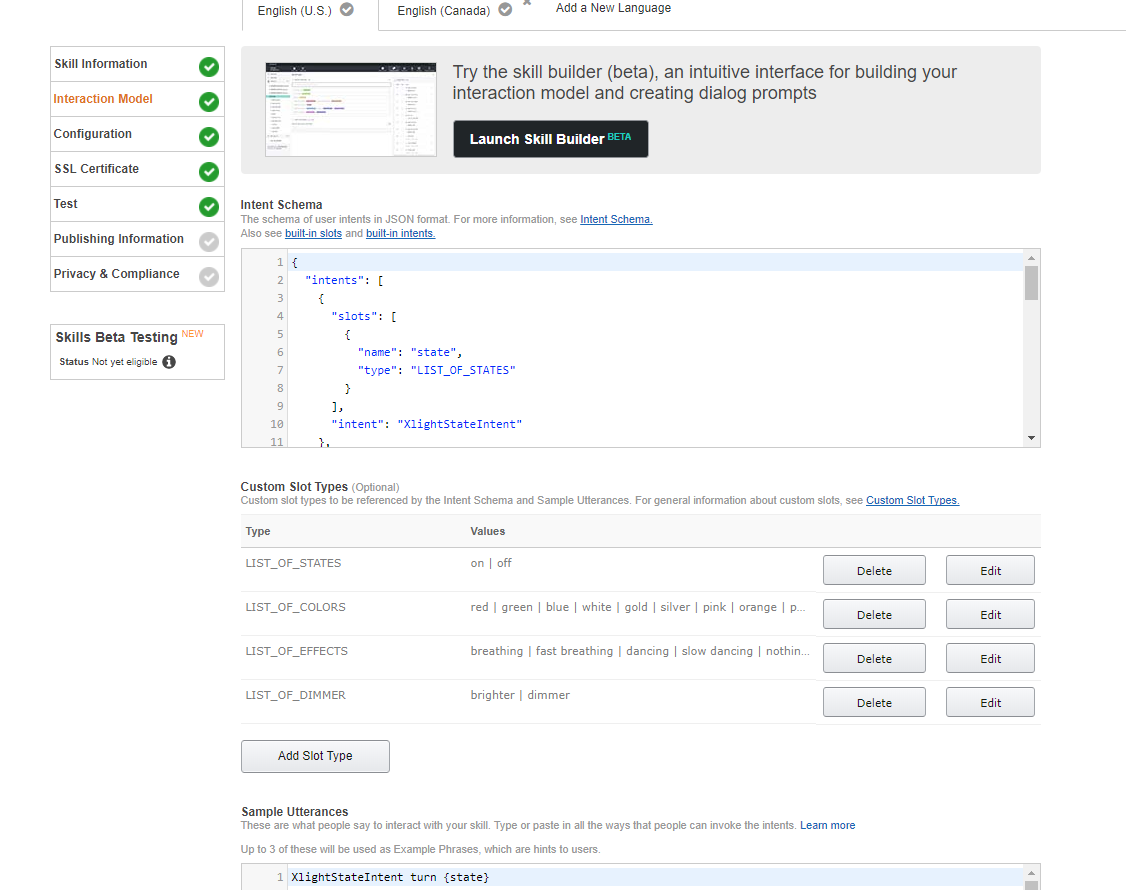 English (U.S.)
English (Canada)
Add a New Language
Skill Information
Interaction Model
Configuration
SSL Certificate
Test
Publishing Information
Privacy & Compliance
Skills Beta Testing NEW
Status Not yet eligible
Try the skill builder (beta), an intuitive interface for building your
interaction model and creating dialog prompts
Launch Skill Builder BETA
Intent Schema
The schema of user intents in JSON format. For more information, see Intent Schema.
Also see built-in slots and built-in intents.
1 {
2 "intents": [
3 {
4 "slots": [
5 {
6 "name": "state",
7 "type": "LIST_OF_STATES"
8 }
9 ],
10 "intent": "XlightStateIntent"
11 },
Custom Slot Types (Optional)
Custom slot types to be referenced by the Intent Schema and Sample Utterances. For general information about custom slots, see Custom Slot Types.
Type Values
LIST_OF_STATES on | off Delete Edit
LIST_OF_COLORS red | green | blue | white | gold | silver | pink | orange | p... Delete Edit
LIST_OF_EFFECTS breathing | fast breathing | dancing | slow dancing | nothin... Delete Edit
LIST_OF_DIMMER brighter | dimmer Delete Edit
Add Slot Type
Sample Utterances
These are what people say to interact with your skill. Type or paste in all the ways that people can invoke the intents. Learn more
Up to 3 of these will be used as Example Phrases, which are hints to users.
1 XlightStateIntent turn {state}